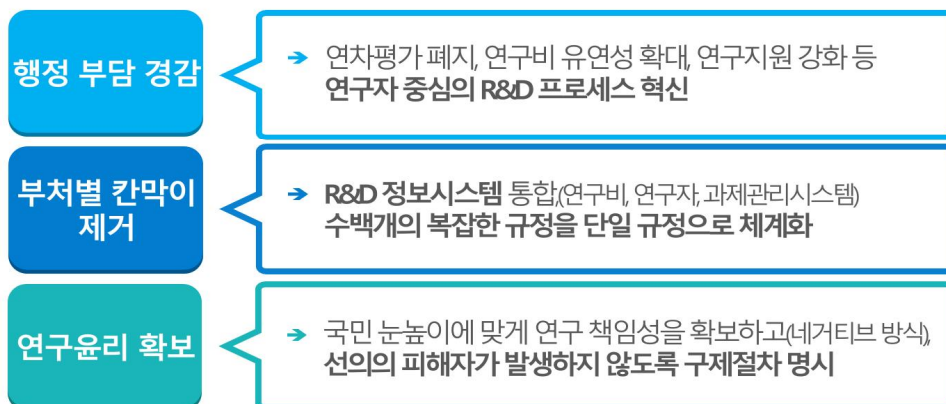 행정 부담 경감
→ 연차평가 폐지, 연구비 유연성 확대, 연구지원 강화 등
연구자 중심의 R&D 프로세스 혁신
부처별 칸막이
제거
→ R&D 정보시스템 통합(연구비, 연구자, 과제관리시스템)
수백개의 복잡한 규정을 단일 규정으로 체계화
연구윤리 확보
→ 국민 눈높이에 맞게 연구 책임성을 확보하고(네거티브 방식),
선의의 피해자가 발생하지 않도록 구제절차 명시